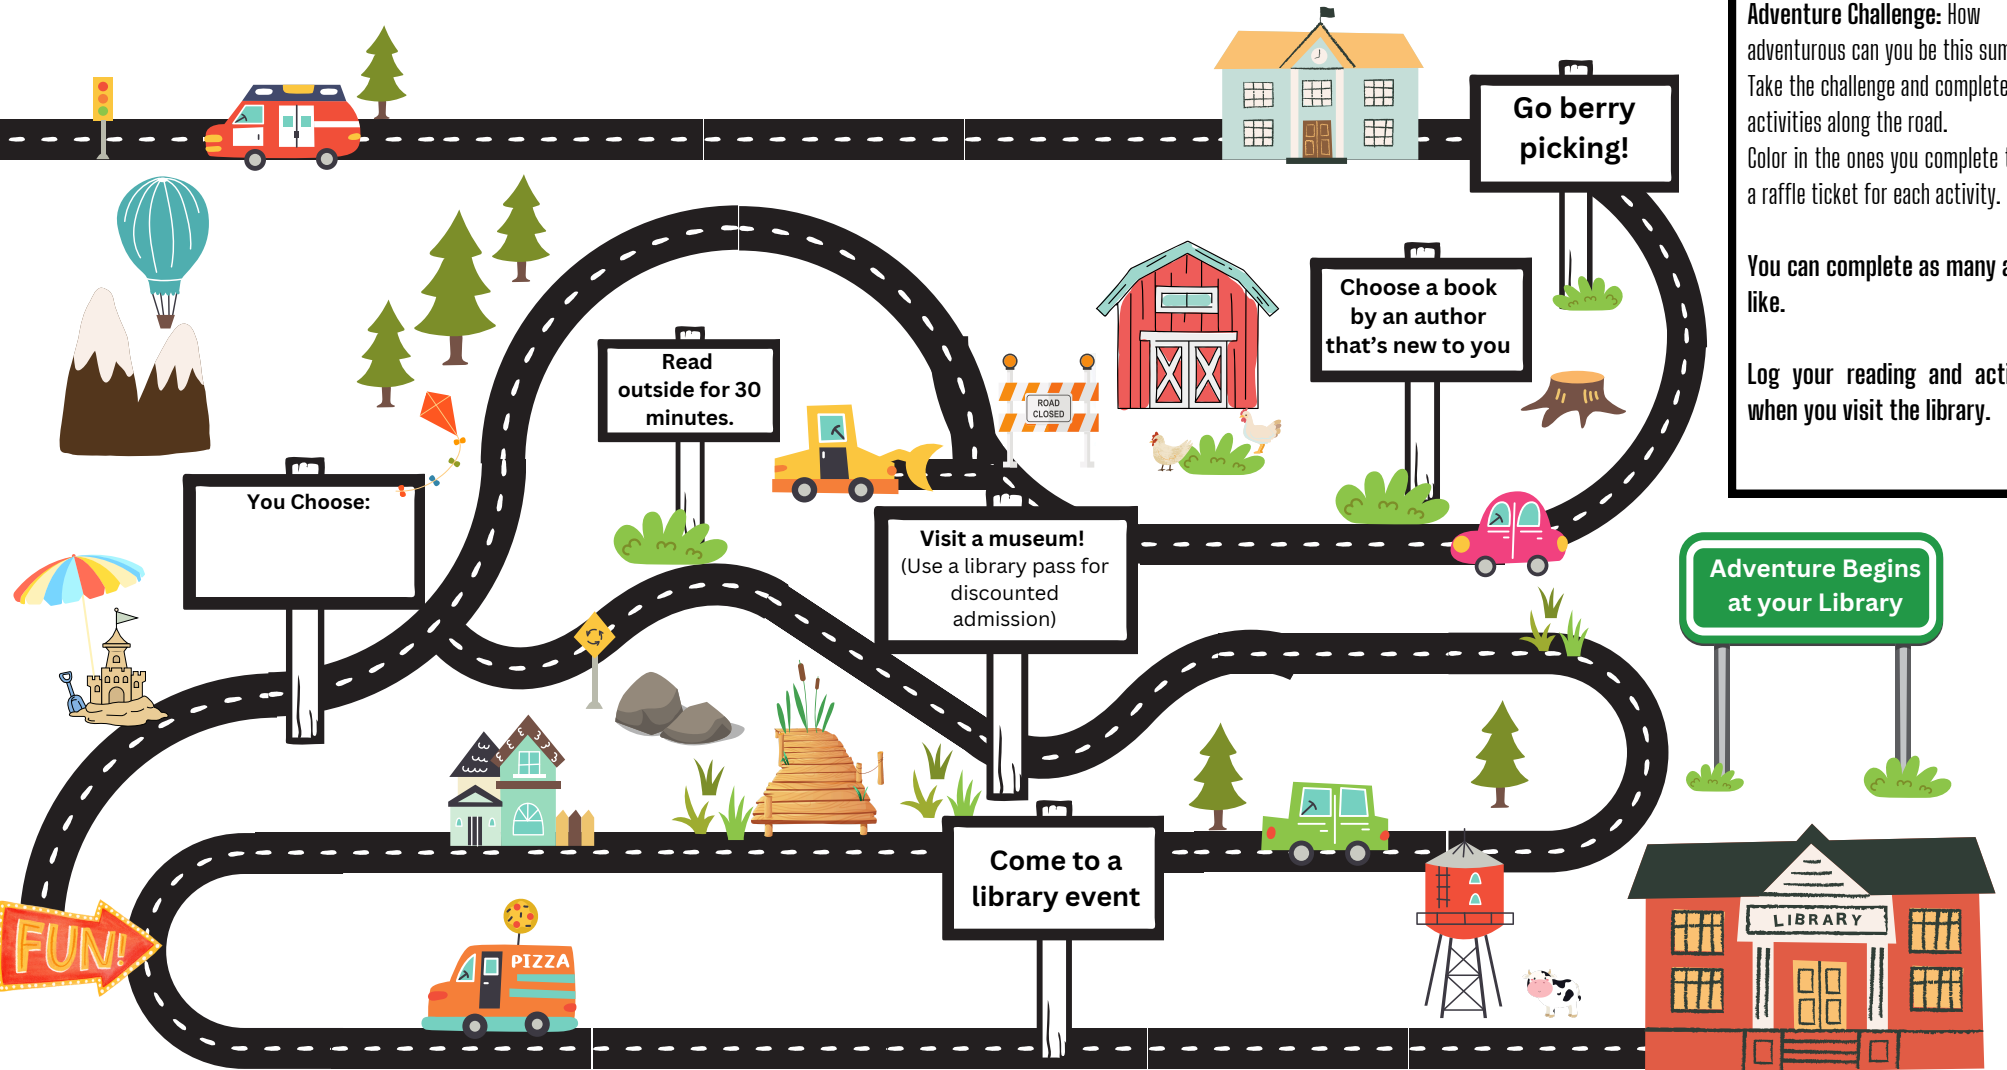 Adventure Challenge: How
adventurous can you be this
Take the challenge and complete
activities along the road.
Color in the ones you complete
a raffle ticket for each activity.
You can complete as many
like.
Log your reading and
when you visit the library.
Go berry
picking!
Choose a book
by an author
that's new to you
Read
outside for 30
minutes.
ROAD
CLOSED
You Choose:
Visit a museum!
(Use a library pass for
discounted
admission)
Adventure Begins
at your Library
Come to a
library event
FUN!
PIZZA
LIBRARY